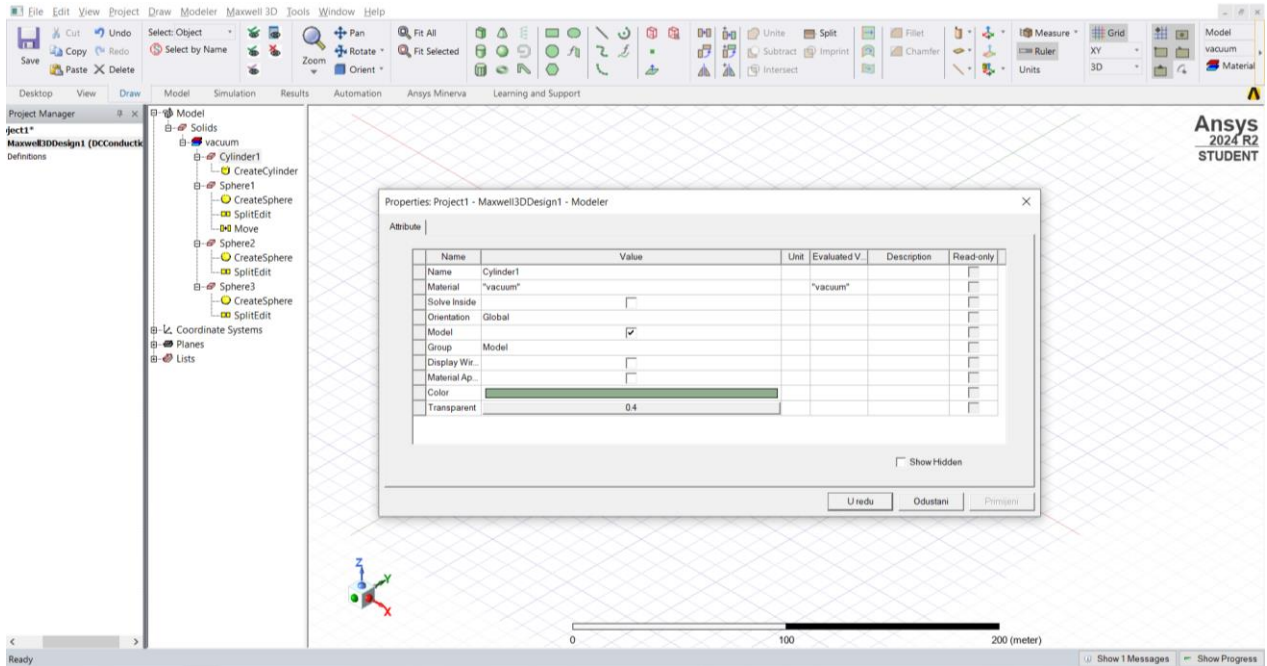 File Edit View Project Draw Modeler Maxwell 3D Tools Window Help
Save
Cut
Copy
Paste
Undo
Redo
Delete
Select: Object
Select by Name
Zoom
Pan
Rotate
Orient
Fit All
Fit Selected
Unite
Subtract
Intersect
Split
Imprint
Fillet
Chamfer
Measure
Ruler
Units
Grid
XY
3D
Model
vacuum
Material
Desktop View Draw Model Simulation Results Automation Ansys Minerva Learning and Support
Project Manager
ject1*
Maxwell3DDesign1 (DCConductio
Definitions
Model
Solids
vacuum
Cylinder1
CreateCylinder
Sphere1
CreateSphere
SplitEdit
Move
Sphere2
CreateSphere
SplitEdit
Sphere3
CreateSphere
SplitEdit
Coordinate Systems
Planes
Lists
Ansys
2024 R2
STUDENT
Properties: Project1 - Maxwell3DDesign1 - Modeler
Attribute
Name Value Unit Evaluated V... Description Read-only
Name Cylinder1
Material "vacuum" "vacuum"
Solve Inside
Orientation Global
Model
Group Model
Display Wir...
Material Ap...
Color
Transparent 0.4
Show Hidden
U redu Odustani Primijeni
Z
Y
X
0 100 200 (meter)
Ready
Show 1 Messages Show Progress